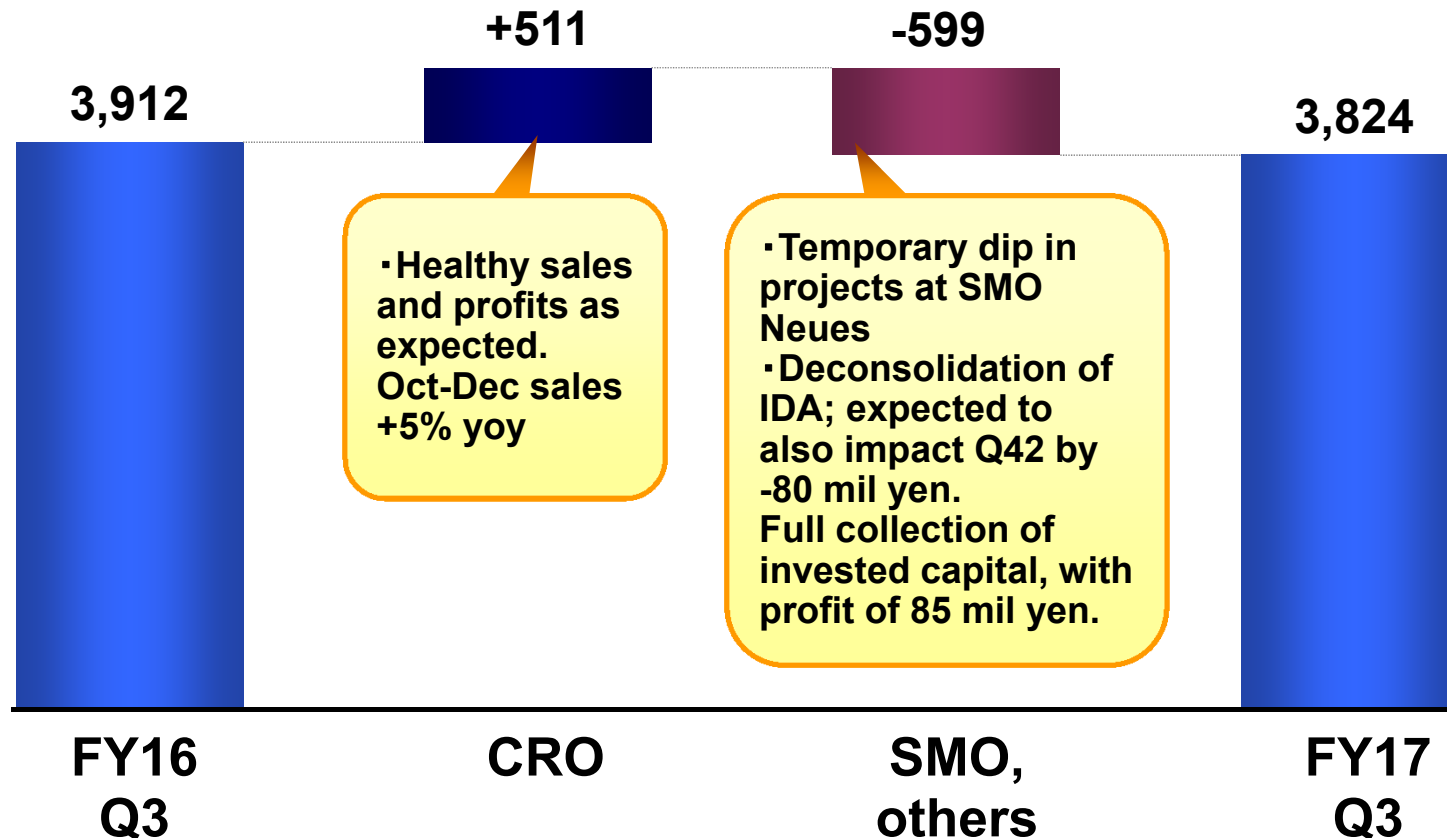 +511
-599
3,912
3,824
・Healthy sales
and profits as
expected.
Oct-Dec sales
+5% yoy
・Temporary dip in
projects at SMO
Neues
・Deconsolidation of
IDA; expected to
also impact Q42 by
-80 mil yen.
Full collection of
invested capital, with
profit of 85 mil yen.
FY16
Q3
CRO
SMO,
others
FY17
Q3